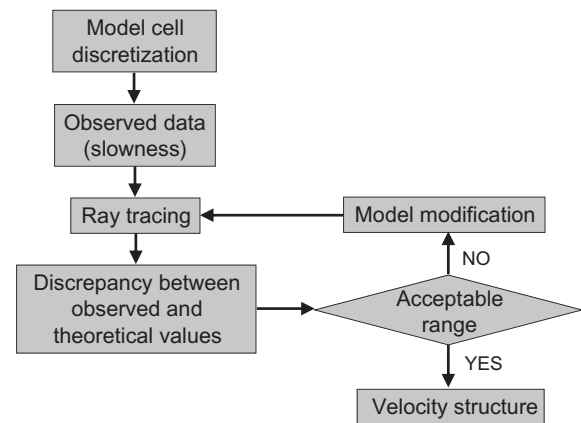 Model cell
discretization
Observed data
(slowness)
Ray tracing
Model modification
NO
Discrepancy between
observed and
theoretical values
Acceptable
range
YES
Velocity structure